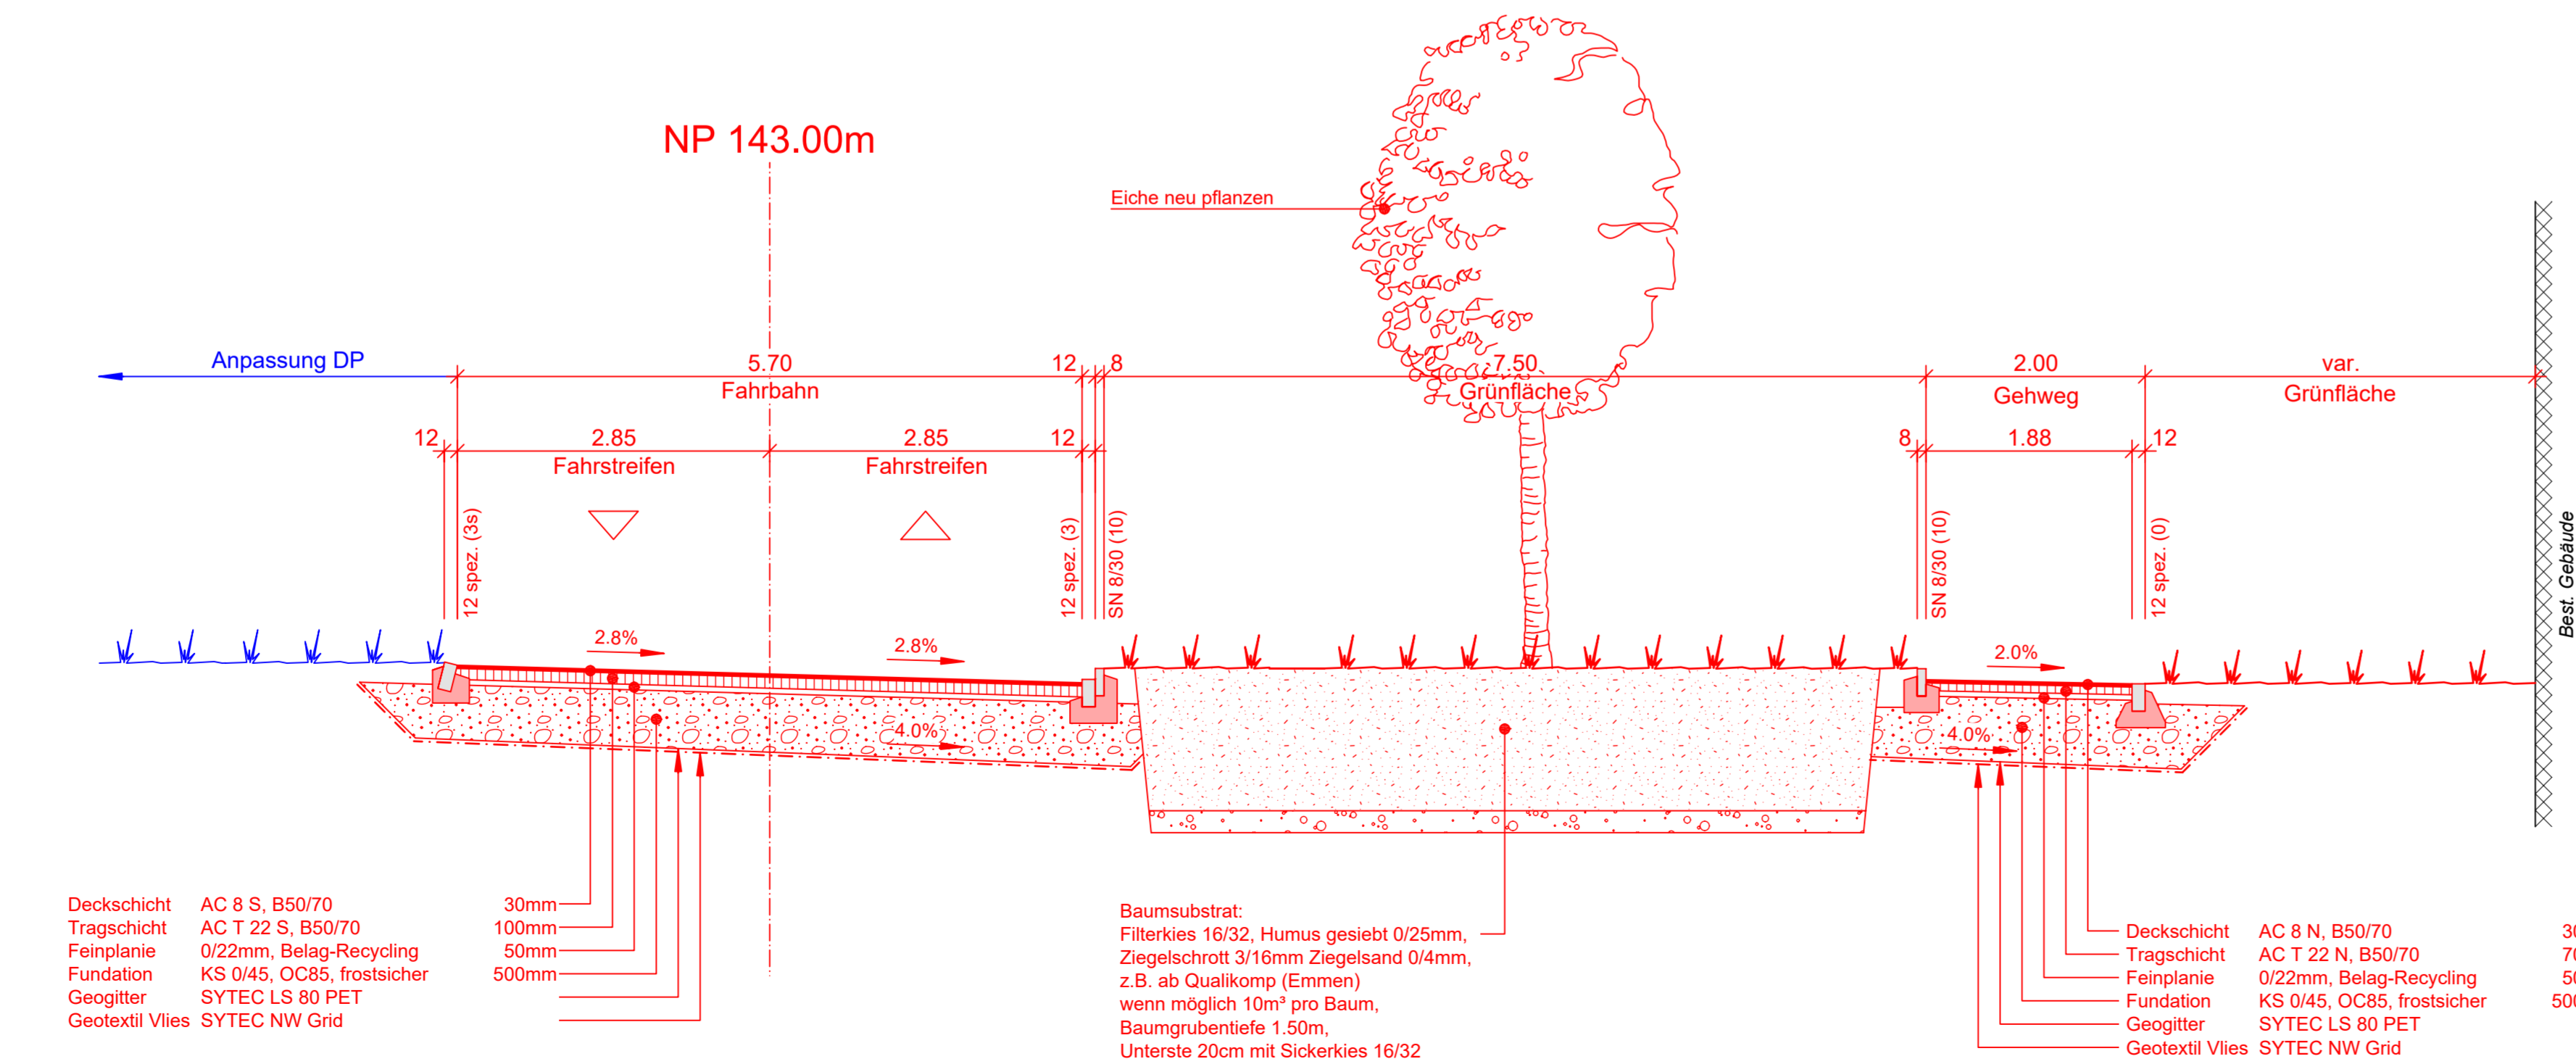 NP 143.00m
Eiche neu pflanzen
Anpassung DP
5.70
12
8
7.50
2.00
var.
Fahrbahn
Grünfläche
Gehweg
Grünfläche
12
2.85
2.85
12
8
1.88
12
Fahrstreifen
Fahrstreifen
12 spez. (3s)
12 spez. (3)
SN 8/30 (10)
SN 8/30 (10)
12 spez. (0)
Best. Gebäude
2.8%
2.8%
2.0%
4.0%
4.0%
Deckschicht AC 8 S, B50/70 30mm
Tragschicht AC T 22 S, B50/70 100mm
Feinplanie 0/22mm, Belag-Recycling 50mm
Fundation KS 0/45, OC85, frostsicher 500mm
Geogitter SYTEC LS 80 PET
Geotextil Vlies SYTEC NW Grid
Baumsubstrat:
Filterkies 16/32, Humus gesiebt 0/25mm,
Ziegelschrott 3/16mm Ziegelsand 0/4mm,
z.B. ab Qualikomp (Emmen)
wenn möglich 10m³ pro Baum,
Baumgrubentiefe 1.50m,
Unterste 20cm mit Sickerkies 16/32
Deckschicht AC 8 N, B50/70
Tragschicht AC T 22 N, B50/70
Feinplanie 0/22mm, Belag-Recycling
Fundation KS 0/45, OC85, frostsicher
Geogitter SYTEC LS 80 PET
Geotextil Vlies SYTEC NW Grid